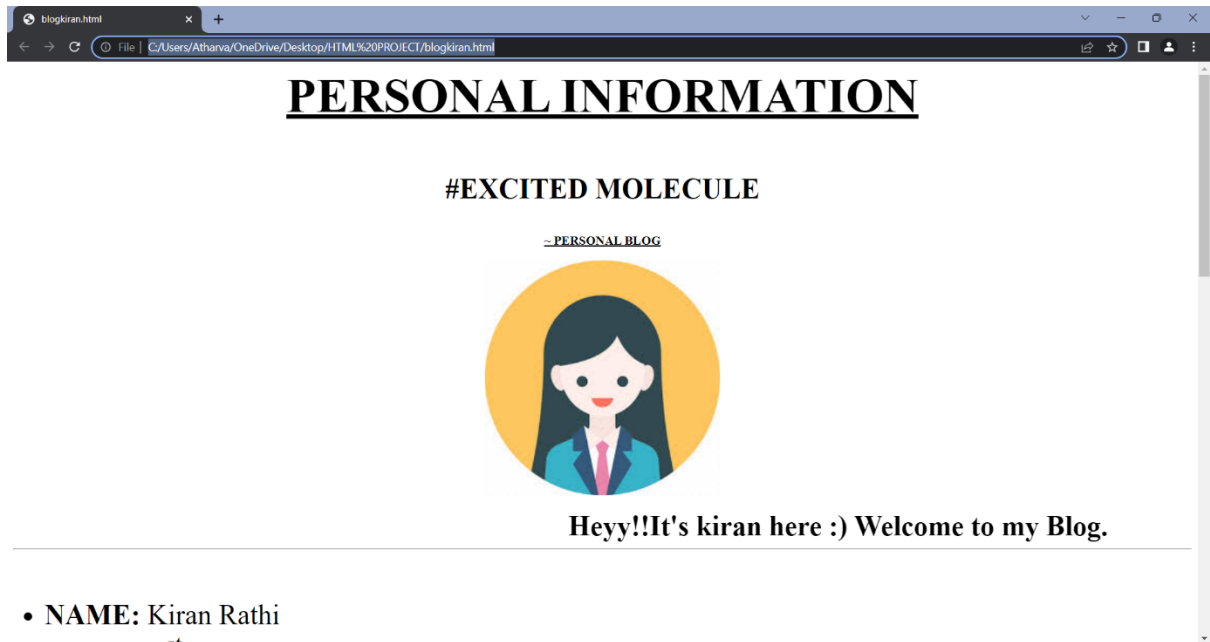 blogkiran.html
File | C:/Users/Atharva/OneDrive/Desktop/HTML%20PROJECT/blogkiran.html
PERSONAL INFORMATION
#EXCITED MOLECULE
~ PERSONAL BLOG
Heyy!!It's kiran here :) Welcome to my Blog.
• NAME: Kiran Rathi